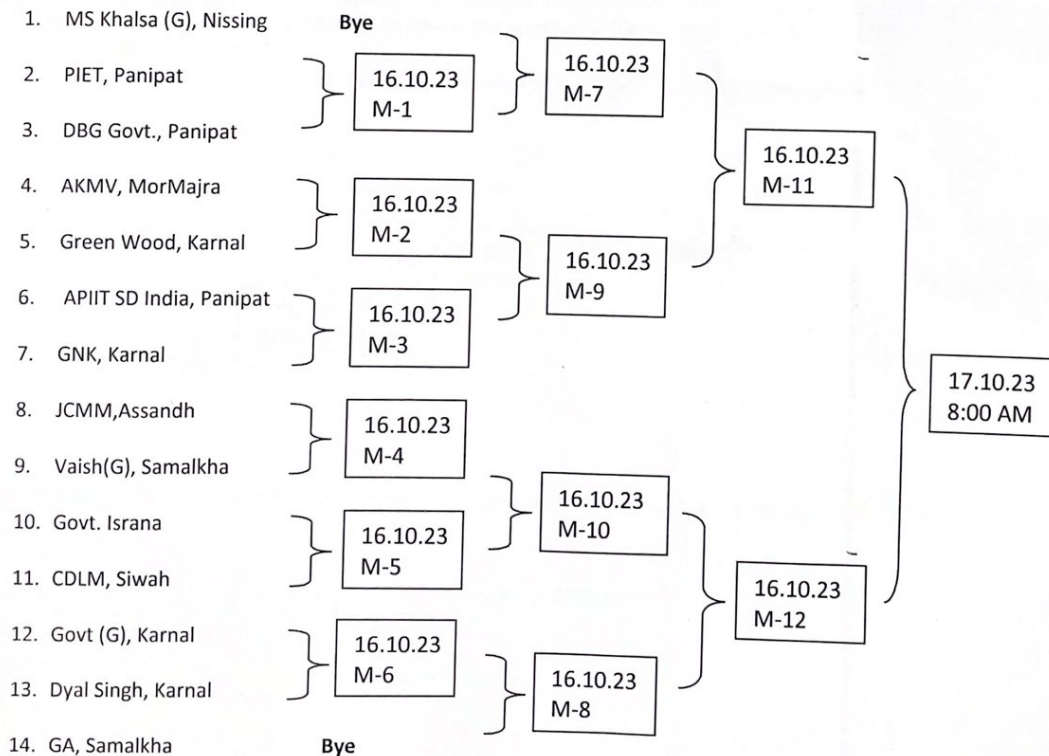 1. MS Khalsa (G), Nissing Bye
2. PIET, Panipat
3. DBG Govt., Panipat
4. AKMV, MorMajra
5. Green Wood, Karnal
6. APIIT SD India, Panipat
7. GNK, Karnal
8. JCMM,Assandh
9. Vaish(G), Samalkha
10. Govt. Israna
11. CDLM, Siwah
12. Govt (G), Karnal
13. Dyal Singh, Karnal
14. GA, Samalkha Bye
16.10.23
M-1
16.10.23
M-2
16.10.23
M-3
16.10.23
M-4
16.10.23
M-5
16.10.23
M-6
16.10.23
M-7
16.10.23
M-9
16.10.23
M-10
16.10.23
M-8
16.10.23
M-11
16.10.23
M-12
17.10.23
8:00 AM